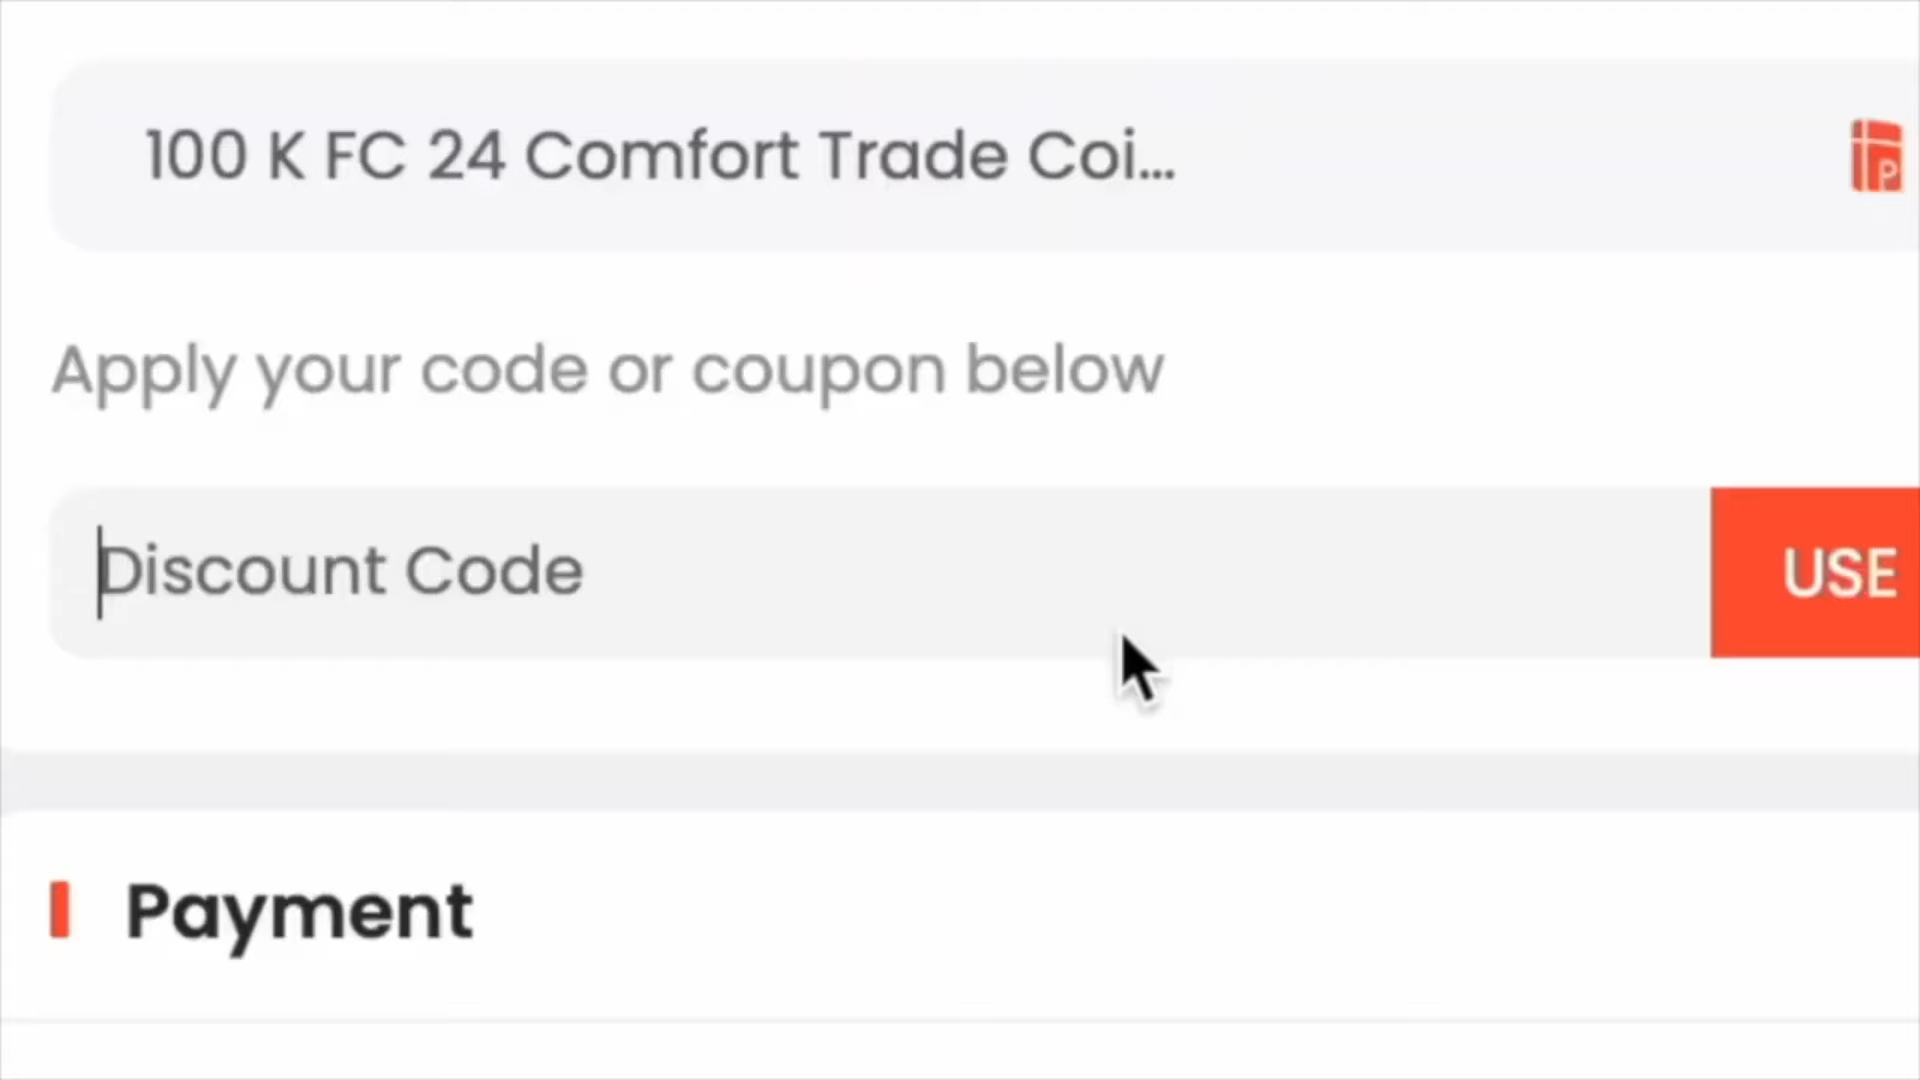 100 K FC 24 Comfort Trade Coi...
P
Apply your code or coupon below
Discount Code
USE
Payment